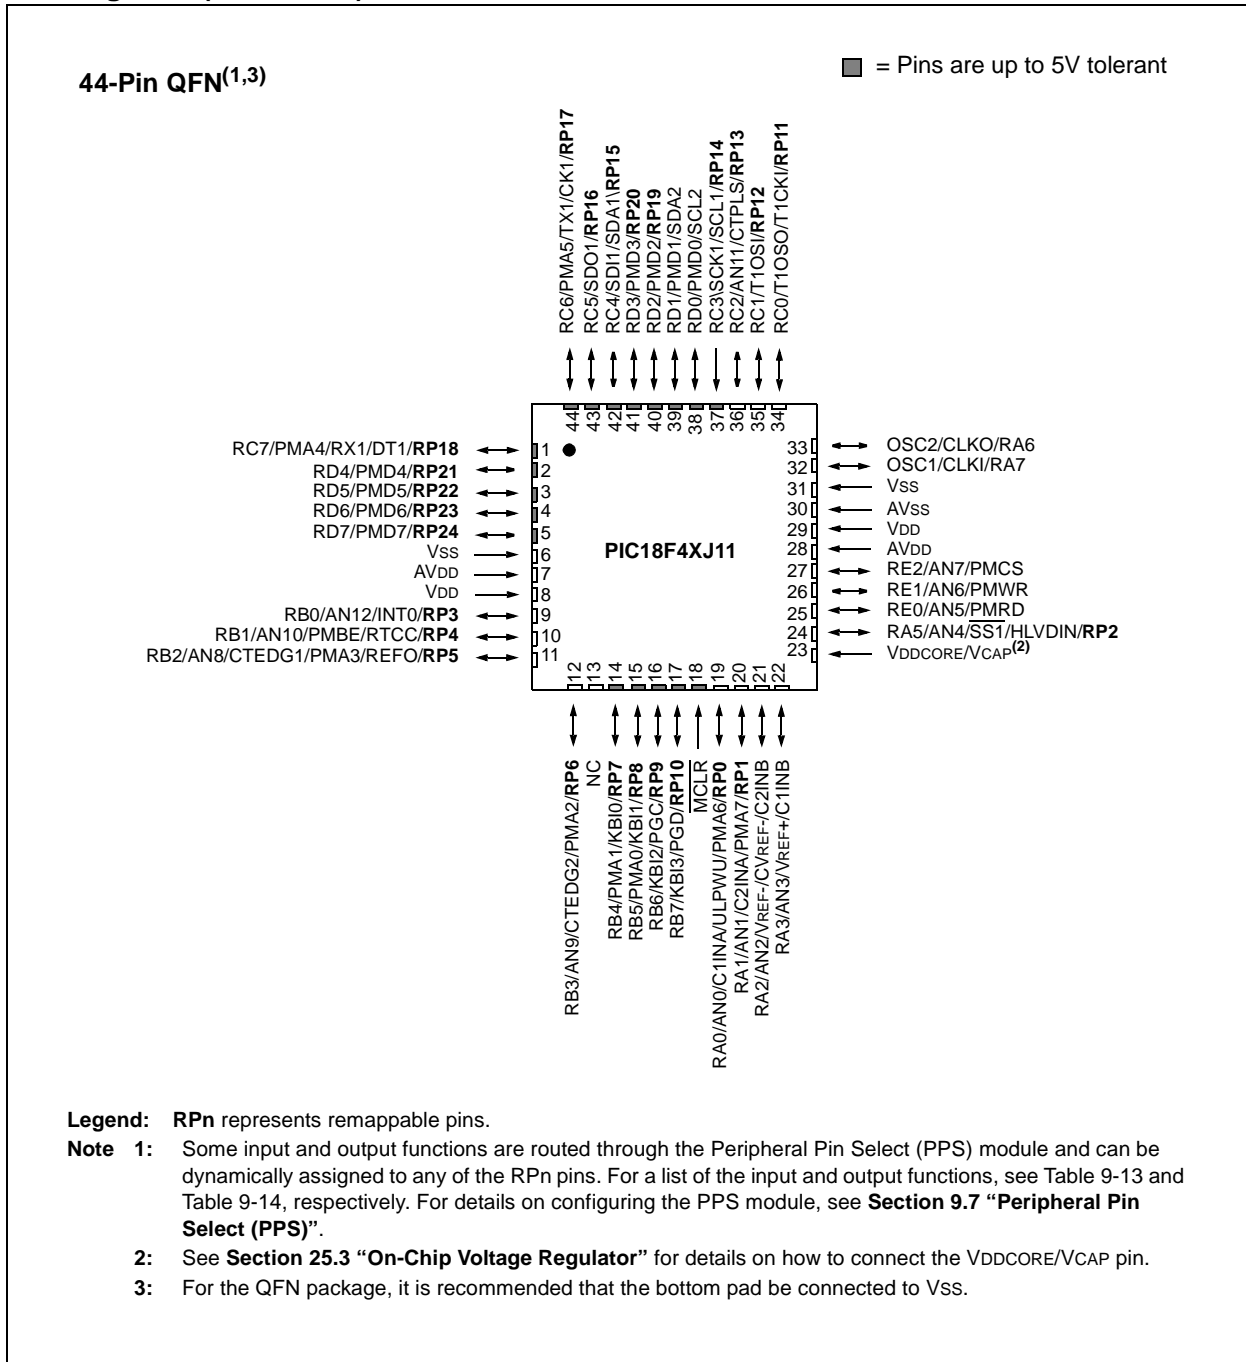 44-Pin QFN(1,3)
= Pins are up to 5V tolerant
RC6/PMA5/TX1/CK1/RP17
RC5/SDO1/RP16
RC4/SDI1/SDA1\RP15
RD3/PMD3/RP20
RD2/PMD2/RP19
RD1/PMD1/SDA2
RD0/PMD0/SCL2
RC3\SCK1/SCL1/RP14
RC2/AN11/CTPLS/RP13
RC1/T1OSI/RP12
RC0/T1OSO/T1CKI/RP11
44 43 42 41 40 39 38 37 36 35 34
RC7/PMA4/RX1/DT1/RP18 1
RD4/PMD4/RP21 2
RD5/PMD5/RP22 3
RD6/PMD6/RP23 4
RD7/PMD7/RP24 5
VSS 6
AVDD 7
VDD 8
RB0/AN12/INT0/RP3 9
RB1/AN10/PMBE/RTCC/RP4 10
RB2/AN8/CTEDG1/PMA3/REFO/RP5 11
PIC18F4XJ11
33 OSC2/CLKO/RA6
32 OSC1/CLKI/RA7
31 VSS
30 AVSS
29 VDD
28 AVDD
27 RE2/AN7/PMCS
26 RE1/AN6/PMWR
25 RE0/AN5/PMRD
24 RA5/AN4/SS1/HLVDIN/RP2
23 VDDCORE/VCAP(2)
12 13 14 15 16 17 18 19 20 21 22
RB3/AN9/CTEDG2/PMA2/RP6
NC
RB4/PMA1/KBI0/RP7
RB5/PMA0/KBI1/RP8
RB6/KBI2/PGC/RP9
RB7/KBI3/PGD/RP10
MCLR
RA0/AN0/C1INA/ULPWU/PMA6/RP0
RA1/AN1/C2INA/PMA7/RP1
RA2/AN2/VREF-/CVREF-/C2INB
RA3/AN3/VREF+/C1INB
Legend: RPn represents remappable pins.
Note 1: Some input and output functions are routed through the Peripheral Pin Select (PPS) module and can be
dynamically assigned to any of the RPn pins. For a list of the input and output functions, see Table 9-13 and
Table 9-14, respectively. For details on configuring the PPS module, see Section 9.7 “Peripheral Pin
Select (PPS)”.
2: See Section 25.3 “On-Chip Voltage Regulator” for details on how to connect the VDDCORE/VCAP pin.
3: For the QFN package, it is recommended that the bottom pad be connected to VSS.